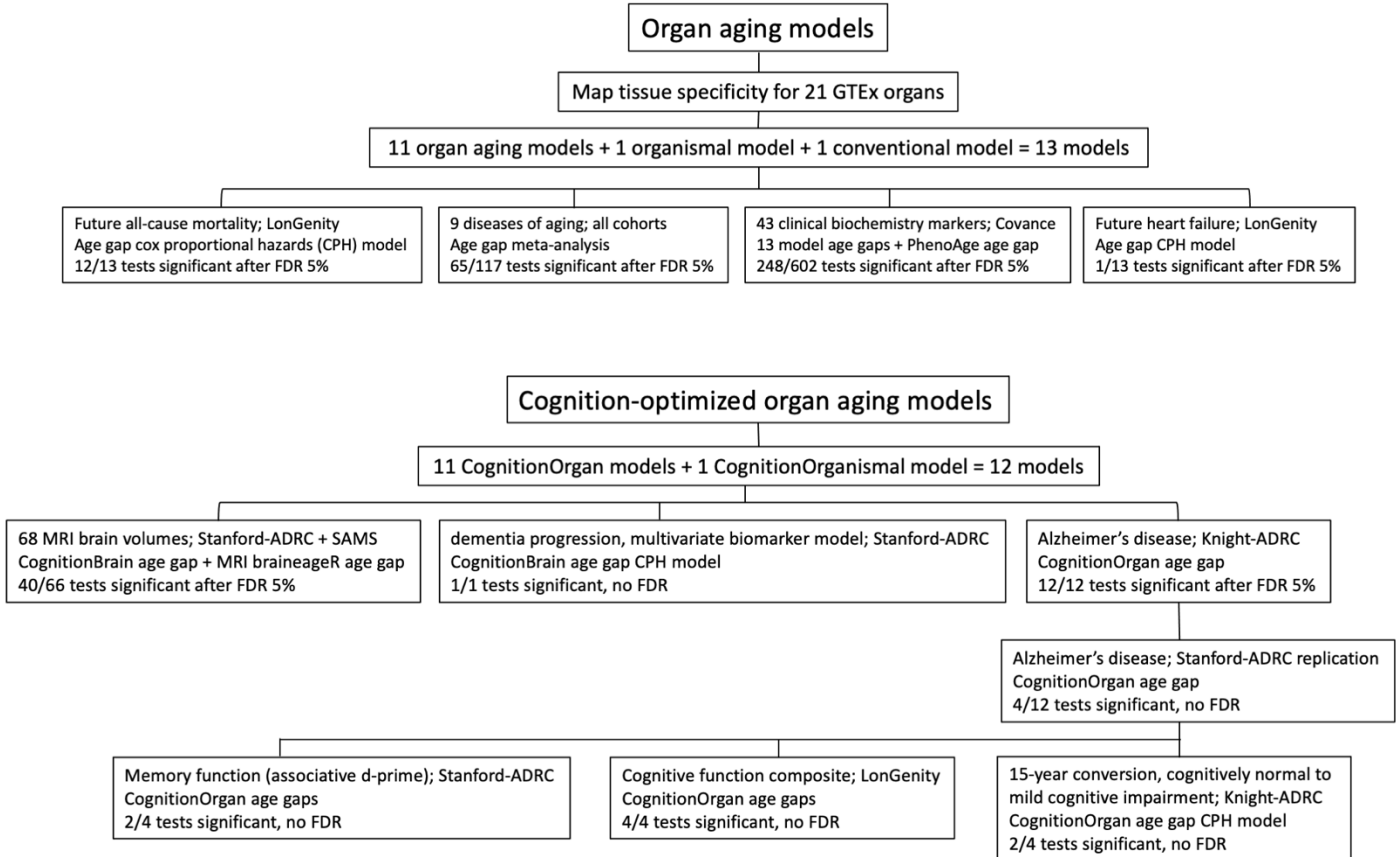 Organ aging models
Map tissue specificity for 21 GTEx organs
11 organ aging models + 1 organismal model + 1 conventional model = 13 models
Future all-cause mortality; LonGenity
Age gap cox proportional hazards (CPH) model
12/13 tests significant after FDR 5%
9 diseases of aging; all cohorts
Age gap meta-analysis
65/117 tests significant after FDR 5%
43 clinical biochemistry markers; Covance
13 model age gaps + PhenoAge age gap
248/602 tests significant after FDR 5%
Future heart failure; LonGenity
Age gap CPH model
1/13 tests significant after FDR 5%
Cognition-optimized organ aging models
11 CognitionOrgan models + 1 CognitionOrganismal model = 12 models
68 MRI brain volumes; Stanford-ADRC + SAMS
CognitionBrain age gap + MRI braineageR age gap
40/66 tests significant after FDR 5%
dementia progression, multivariate biomarker model; Stanford-ADRC
CognitionBrain age gap CPH model
1/1 tests significant, no FDR
Alzheimer's disease; Knight-ADRC
CognitionOrgan age gap
12/12 tests significant after FDR 5%
Alzheimer's disease; Stanford-ADRC replication
CognitionOrgan age gap
4/12 tests significant, no FDR
Memory function (associative d-prime); Stanford-ADRC
CognitionOrgan age gaps
2/4 tests significant, no FDR
Cognitive function composite; LonGenity
CognitionOrgan age gaps
4/4 tests significant, no FDR
15-year conversion, cognitively normal to
mild cognitive impairment; Knight-ADRC
CognitionOrgan age gap CPH model
2/4 tests significant, no FDR